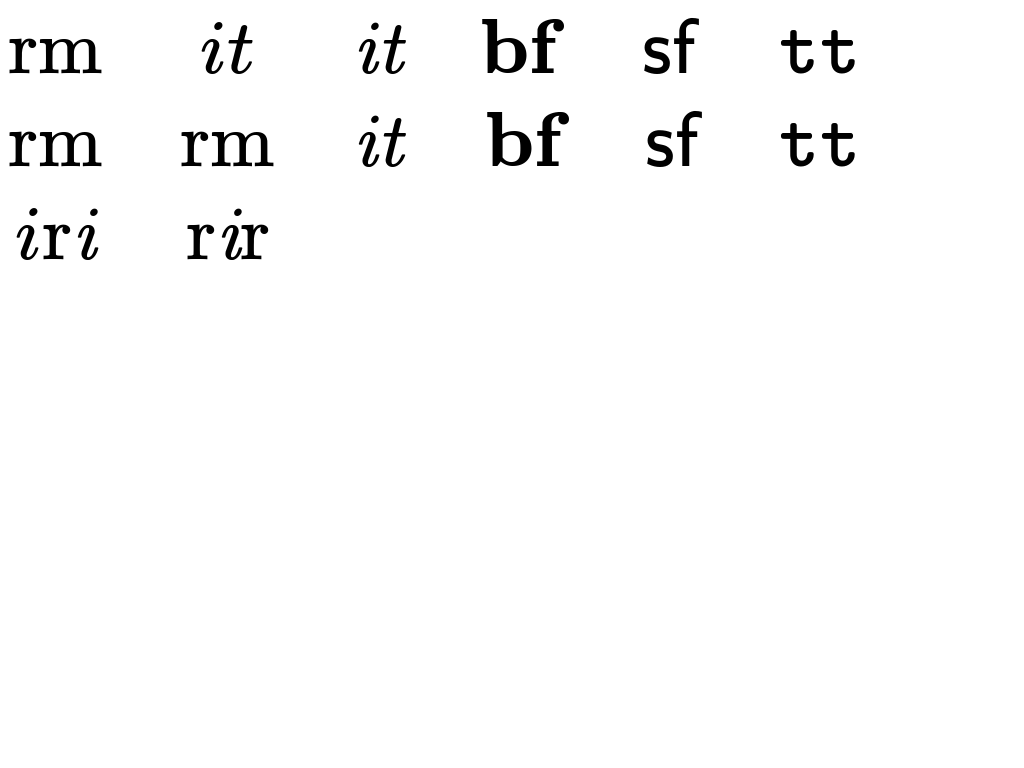 rm it it bf sf tt
rm rm it bf sf tt
iri rir